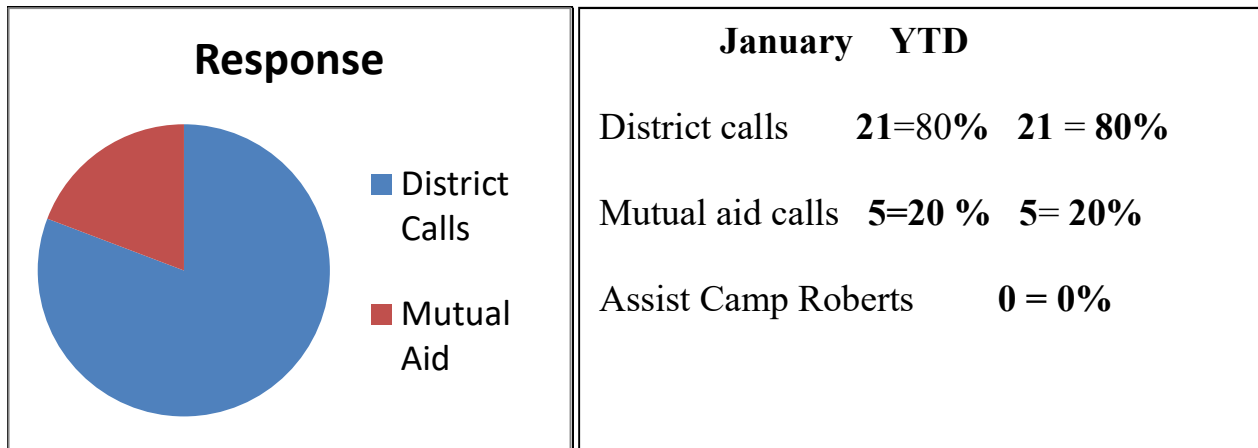 Response
District
Calls
Mutual
Aid
January YTD
District calls 21=80% 21 = 80%
Mutual aid calls 5=20 % 5= 20%
Assist Camp Roberts 0 = 0%